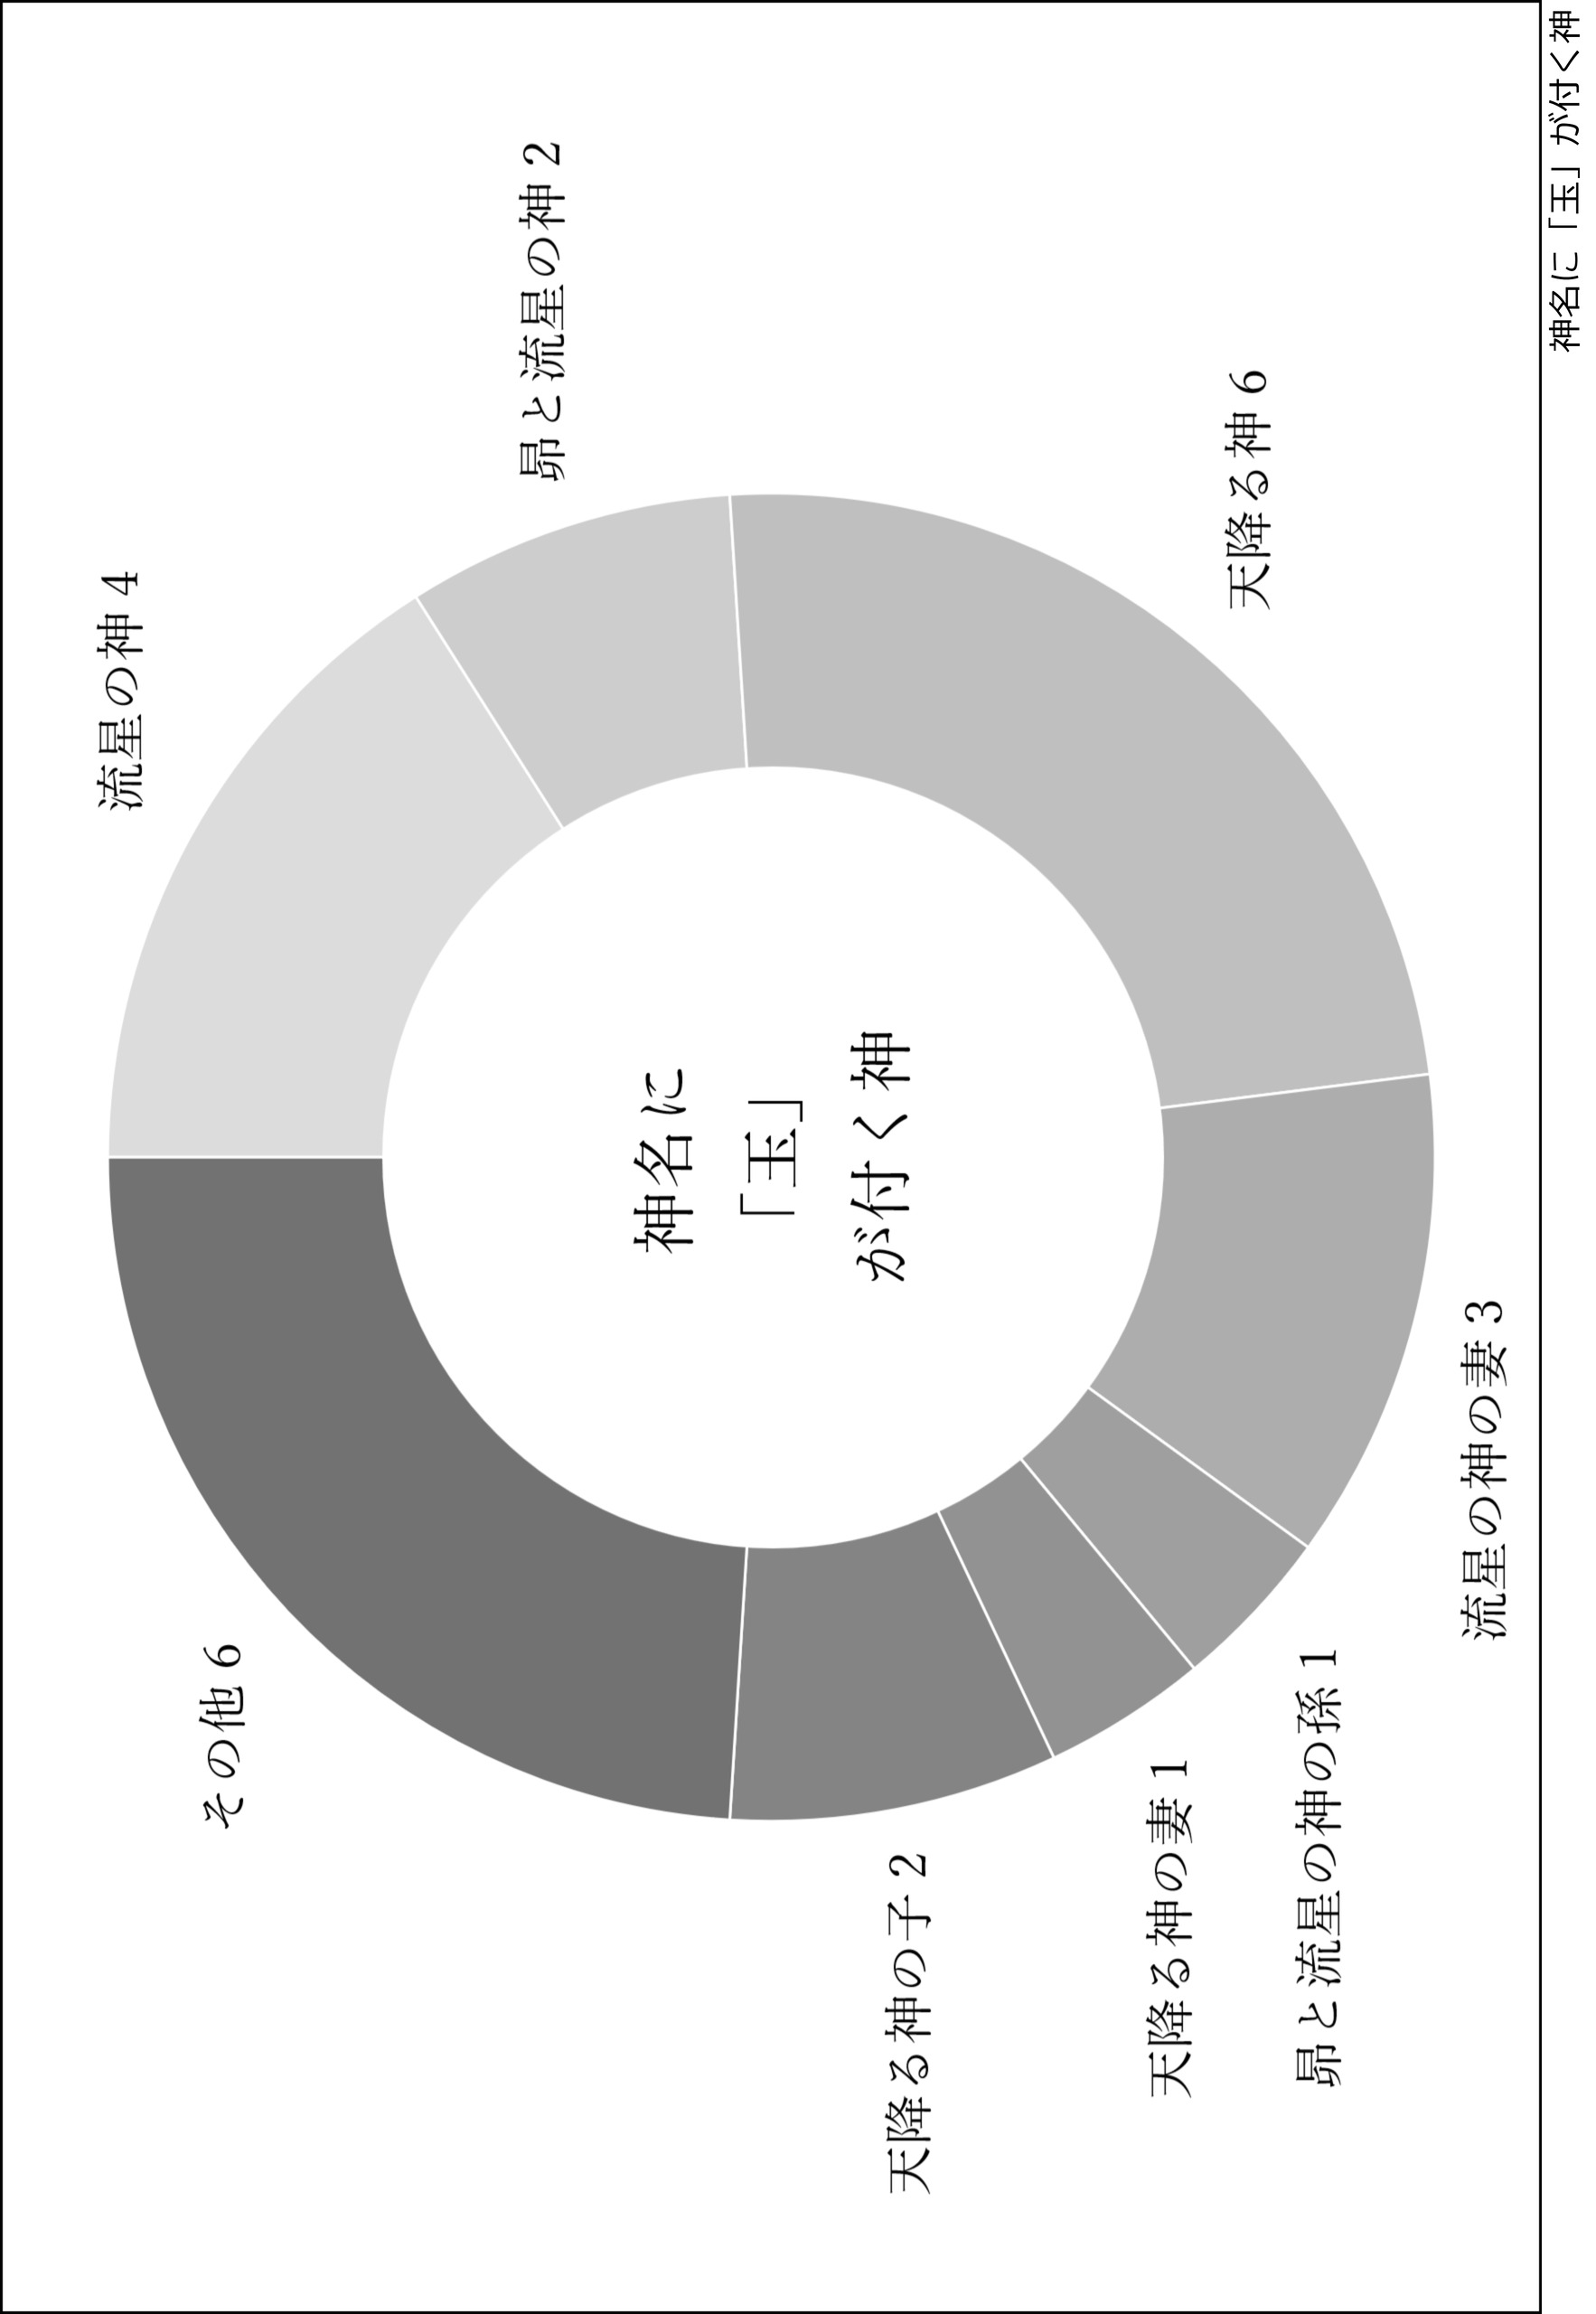 神名に
「玉」
が付く神
流星の神 4
昴と流星の神 2
天降る神 6
流星の神の妻 3
昴と流星の神の孫 1
天降る神の妻 1
天降る神の子 2
その他 6
神名に「玉」が付く神